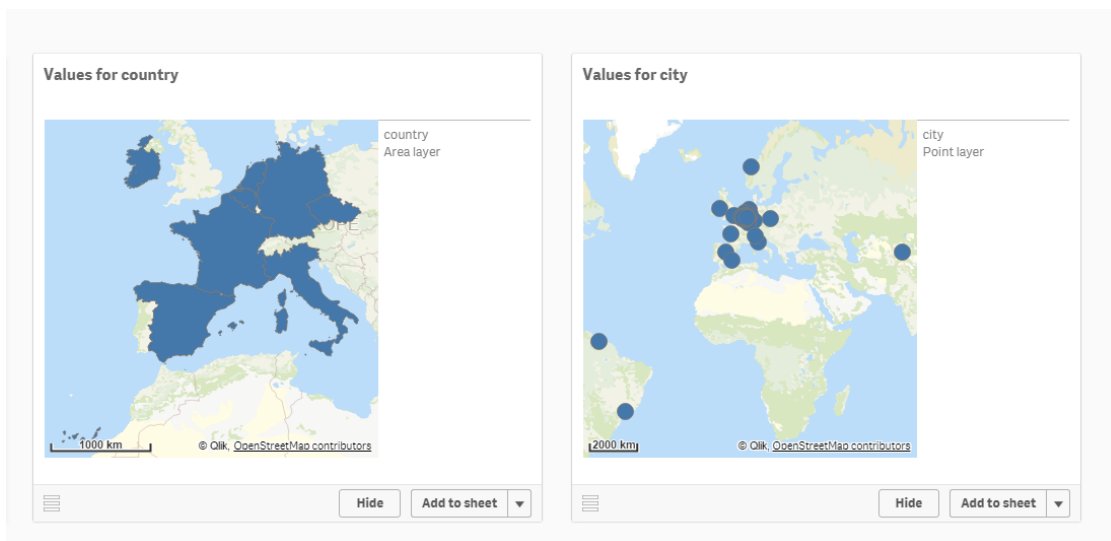 Values for country
country
Area layer
OPE
1000 km
© Qlik, OpenStreetMap contributors
Hide
Add to sheet
Values for city
city
Point layer
2000 km
© Qlik, OpenStreetMap contributors
Hide
Add to sheet